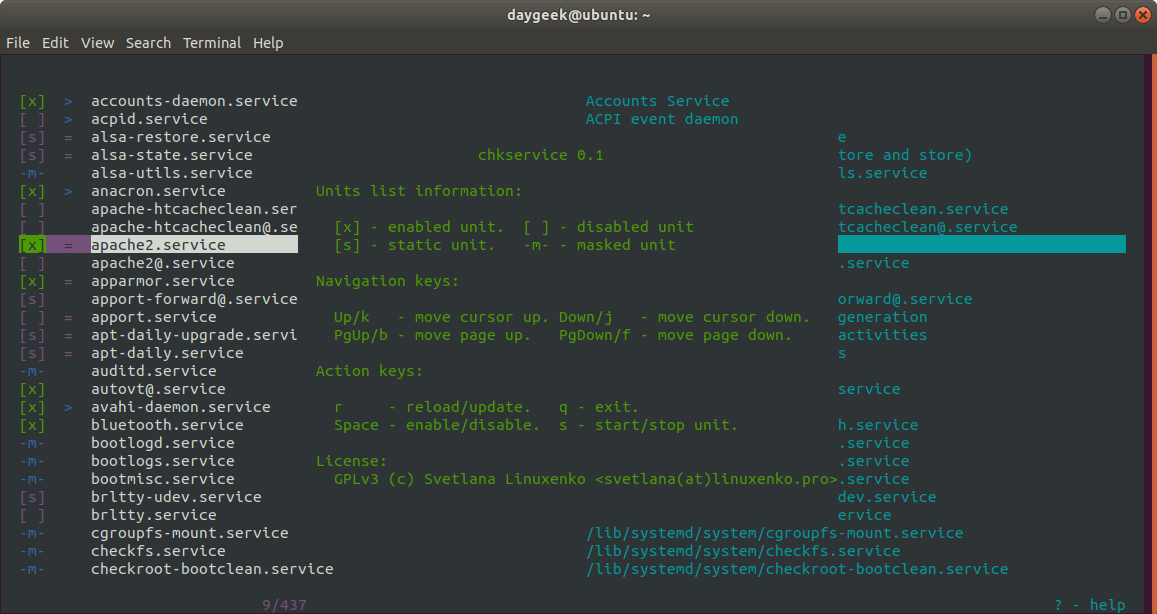 daygeek@ubuntu: ~
File Edit View Search Terminal Help
[x] > accounts-daemon.service Accounts Service
[ ] > acpid.service ACPI event daemon
[s] = alsa-restore.service e
[s] = alsa-state.service chkservice 0.1 tore and store)
-m- alsa-utils.service ls.service
[x] > anacron.service Units list information:
[ ] apache-htcacheclean.ser tcacheclean.service
[ ] apache-htcacheclean@.se [x] - enabled unit. [ ] - disabled unit tcacheclean@.service
[x] = apache2.service [s] - static unit. -m- - masked unit
[ ] apache2@.service .service
[x] = apparmor.service Navigation keys:
[s] apport-forward@.service orward@.service
[ ] = apport.service Up/k - move cursor up. Down/j - move cursor down. generation
[s] = apt-daily-upgrade.servi PgUp/b - move page up. PgDown/f - move page down. activities
[s] = apt-daily.service s
-m- auditd.service Action keys:
[x] autovt@.service service
[x] > avahi-daemon.service r - reload/update. q - exit.
[x] bluetooth.service Space - enable/disable. s - start/stop unit. h.service
-m- bootlogd.service .service
-m- bootlogs.service License: .service
-m- bootmisc.service GPLv3 (c) Svetlana Linuxenko <svetlana(at)linuxenko.pro>.service
[s] brltty-udev.service dev.service
[ ] brltty.service ervice
-m- cgroupfs-mount.service /lib/systemd/system/cgroupfs-mount.service
-m- checkfs.service /lib/systemd/system/checkfs.service
-m- checkroot-bootclean.service /lib/systemd/system/checkroot-bootclean.service
9/437 ? - help